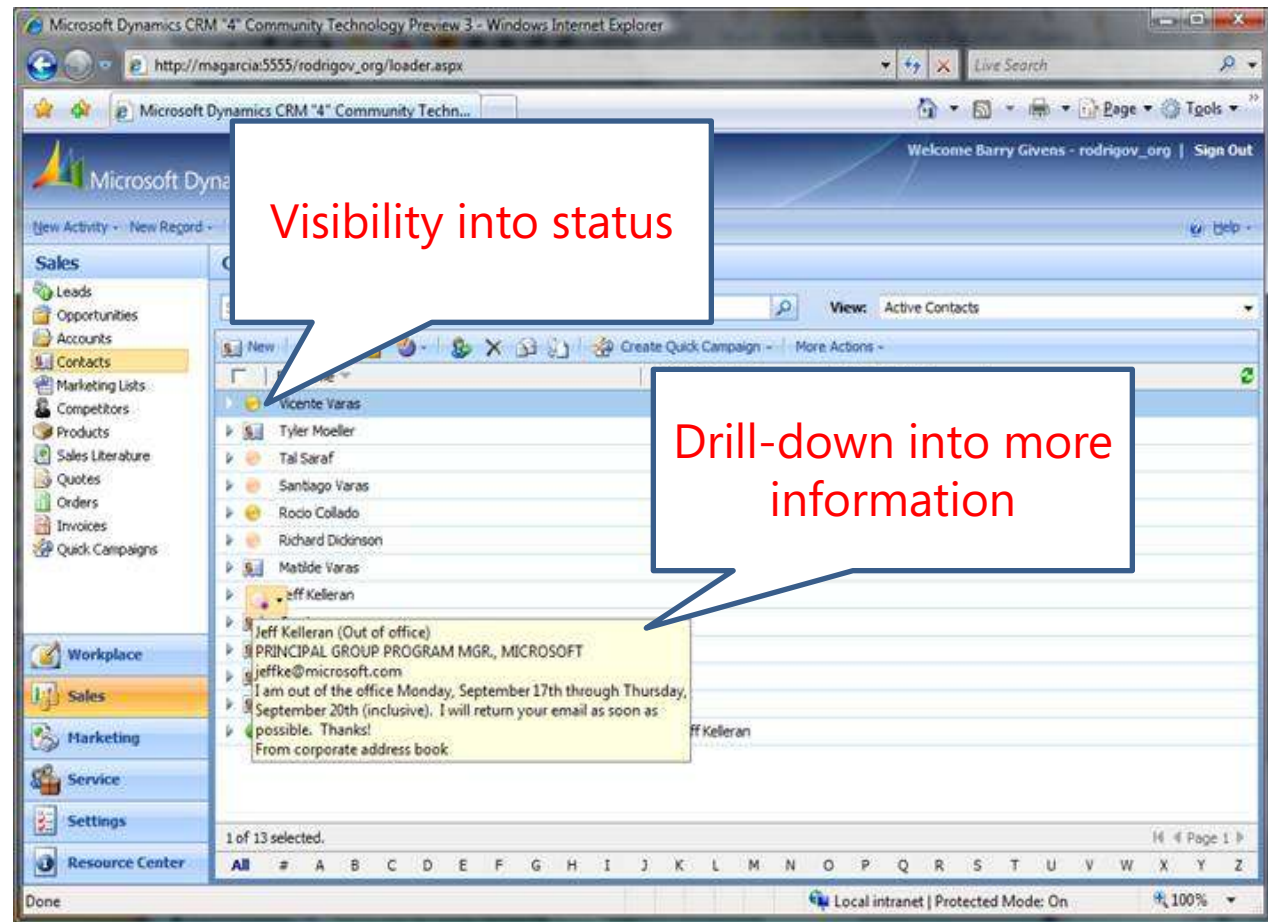 Microsoft Dynamics CRM "4" Community Technology Preview 3 - Windows Internet Explorer
http://magarcia:5555/rodrigov_org/loader.aspx
Live Search
Microsoft Dynamics CRM "4" Community Techn...
Page
Tools
Microsoft
Welcome Barry Givens - rodrigov_org | Sign Out
Visibility into status
New Activity - New Record -
Help -
Sales
Leads
Opportunities
Accounts
Contacts
Marketing Lists
Competitors
Products
Sales Literature
Quotes
Orders
Invoices
Quick Campaigns
View: Active Contacts
New
Create Quick Campaign -
More Actions -
Vicente Varas
Tyler Moeller
Tal Saraf
Santiago Varas
Rocio Collado
Richard Dickinson
Matilde Varas
eff Kelleran
Drill-down into more
information
Jeff Kelleran (Out of office)
PRINCIPAL GROUP PROGRAM MGR., MICROSOFT
jeffke@microsoft.com
I am out of the office Monday, September 17th through Thursday,
September 20th (inclusive). I will return your email as soon as
possible. Thanks!
From corporate address book
ff Kelleran
Workplace
Sales
Marketing
Service
Settings
Resource Center
1 of 13 selected.
Page 1
All # A B C D E F G H I J K L M N O P Q R S T U V W X Y Z
Done
Local intranet | Protected Mode: On
100%